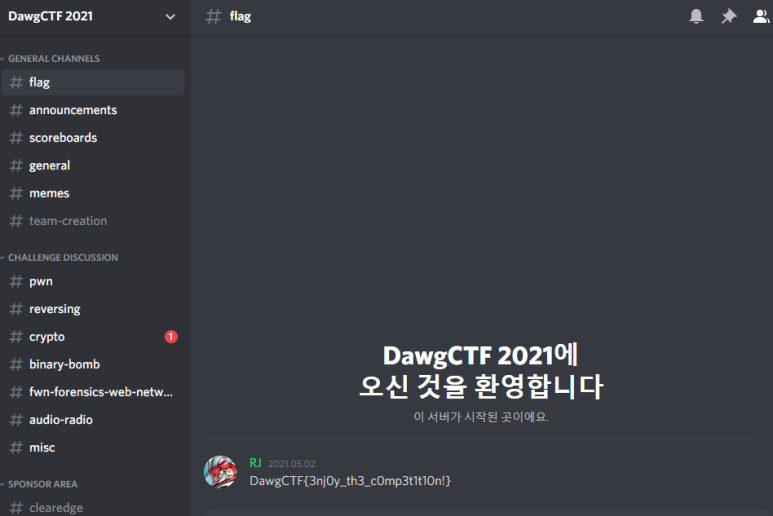 DawgCTF 2021
GENERAL CHANNELS
# flag
# announcements
# scoreboards
# general
# memes
# team-creation
CHALLENGE DISCUSSION
# pwn
# reversing
# crypto 1
# binary-bomb
# fwn-forensics-web-netw...
# audio-radio
# misc
SPONSOR AREA
# clearedge
# flag
DawgCTF 2021에
오신 것을 환영합니다
이 서버가 시작된 곳이에요.
RJ 2021.05.02.
DawgCTF{3nj0y_th3_c0mp3t1t10n!}